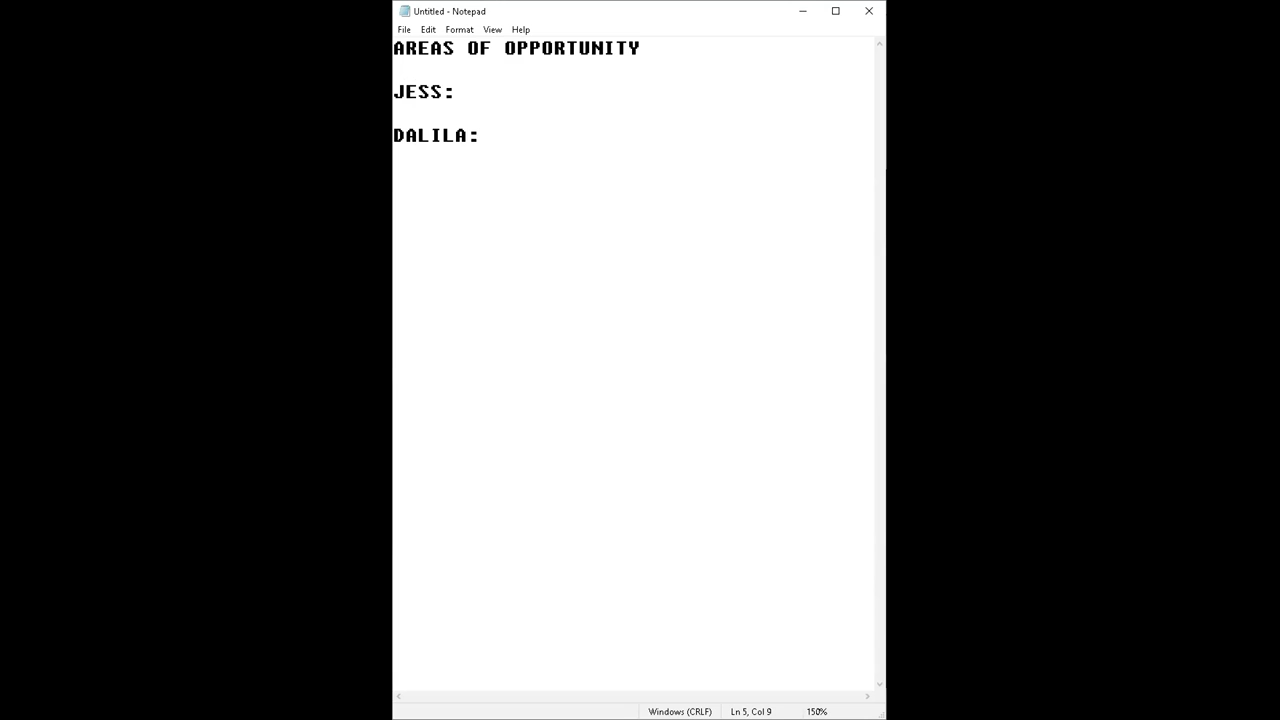 Untitled - Notepad
File Edit Format View Help
AREAS OF OPPORTUNITY
JESS:
DALILA:
Windows (CRLF) Ln 5, Col 9 150%